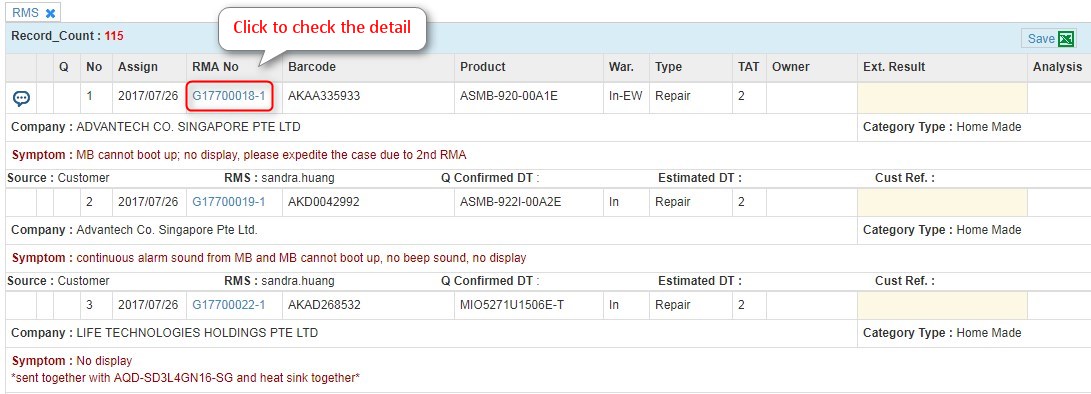 RMS ✖
Click to check the detail
Record_Count : 115 Save
Q No Assign RMA No Barcode Product War. Type TAT Owner Ext. Result Analysis
1 2017/07/26 G17700018-1 AKAA335933 ASMB-920-00A1E In-EW Repair 2
Company : ADVANTECH CO. SINGAPORE PTE LTD Category Type : Home Made
Symptom : MB cannot boot up; no display, please expedite the case due to 2nd RMA
Source : Customer RMS : sandra.huang Q Confirmed DT : Estimated DT : Cust Ref. :
2 2017/07/26 G17700019-1 AKD0042992 ASMB-922I-00A2E In Repair 2
Company : Advantech Co. Singapore Pte Ltd. Category Type : Home Made
Symptom : continuous alarm sound from MB and MB cannot boot up, no beep sound, no display
Source : Customer RMS : sandra.huang Q Confirmed DT : Estimated DT : Cust Ref. :
3 2017/07/26 G17700022-1 AKAD268532 MIO5271U1506E-T In Repair 2
Company : LIFE TECHNOLOGIES HOLDINGS PTE LTD Category Type : Home Made
Symptom : No display
*sent together with AQD-SD3L4GN16-SG and heat sink together*